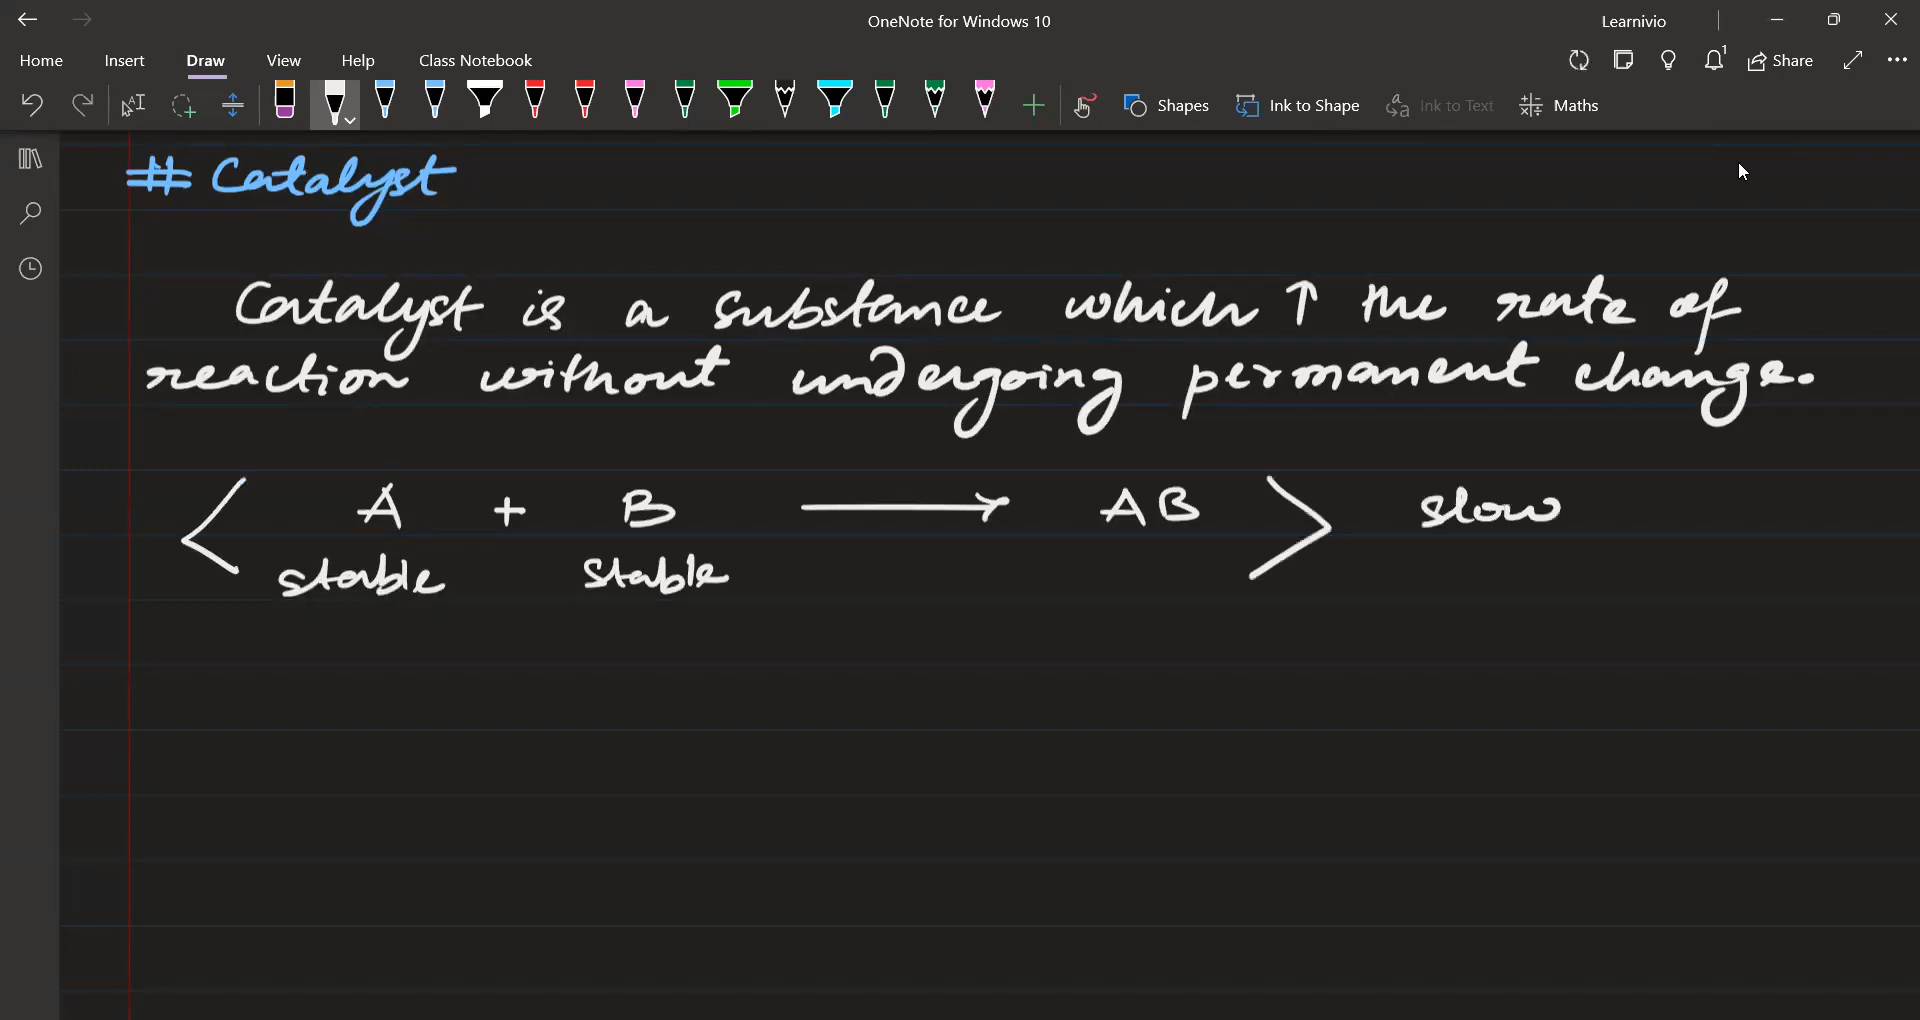 OneNote for Windows 10
Learnivio
Home Insert Draw View Help Class Notebook
1
Share
Shapes Ink to Shape Ink to Text Maths
# Catalyst
Catalyst is a substance which ↑ the rate of
reaction without undergoing permanent change.
< A + B → AB > slow
stable stable